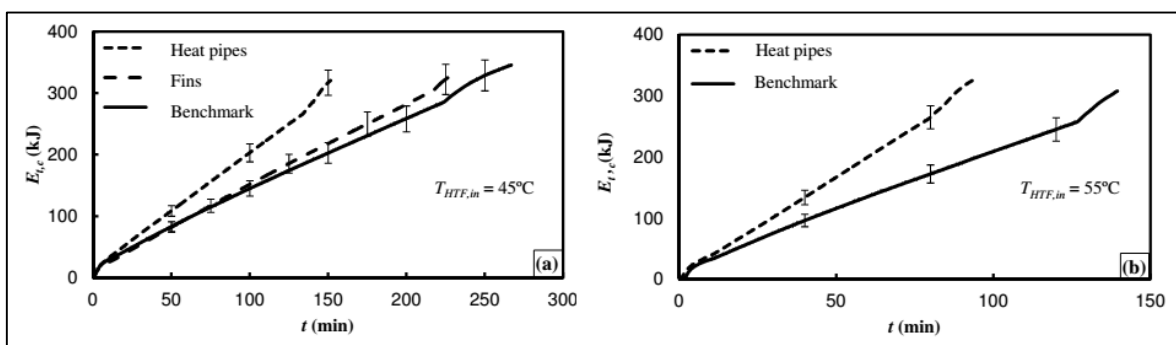 400
300
200
100
0
E_{t,c} (kJ)
Heat pipes
Fins
Benchmark
T_{HTF,in} = 45ºC
(a)
0 50 100 150 200 250 300
t (min)
400
300
200
100
0
E_{t,c} (kJ)
Heat pipes
Benchmark
T_{HTF,in} = 55ºC
(b)
0 50 100 150
t (min)